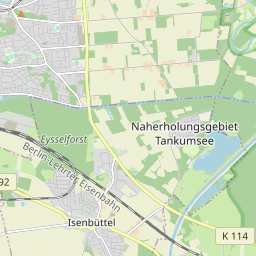 Naherholungsgebiet
Tankumsee
Eysselforst
Berlin-Lehrter Eisenbahn
92
Isenbüttel
K 114